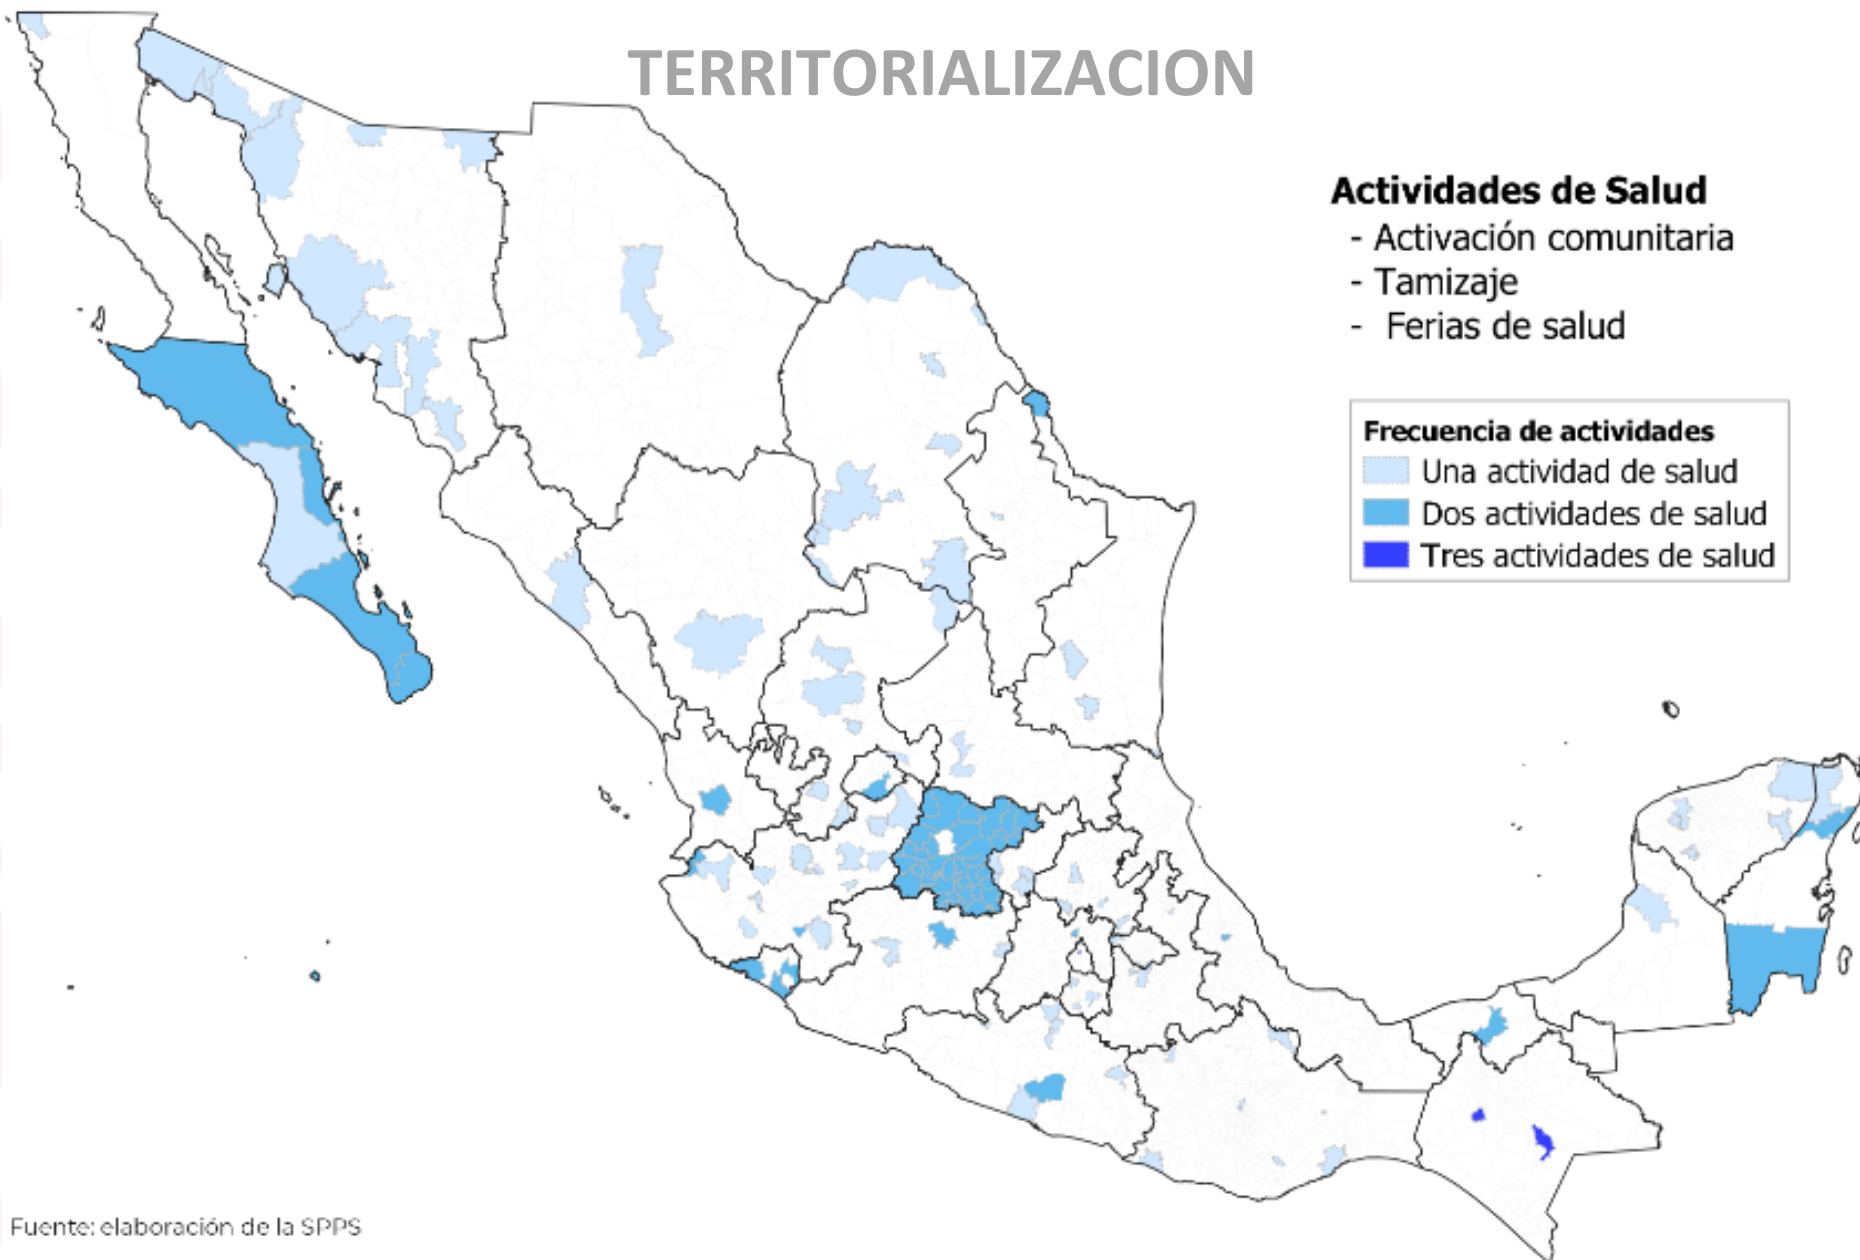 TERRITORIALIZACION
Actividades de Salud
- Activación comunitaria
- Tamizaje
- Ferias de salud
Frecuencia de actividades
Una actividad de salud
Dos actividades de salud
Tres actividades de salud
Fuente: elaboración de la SPPS